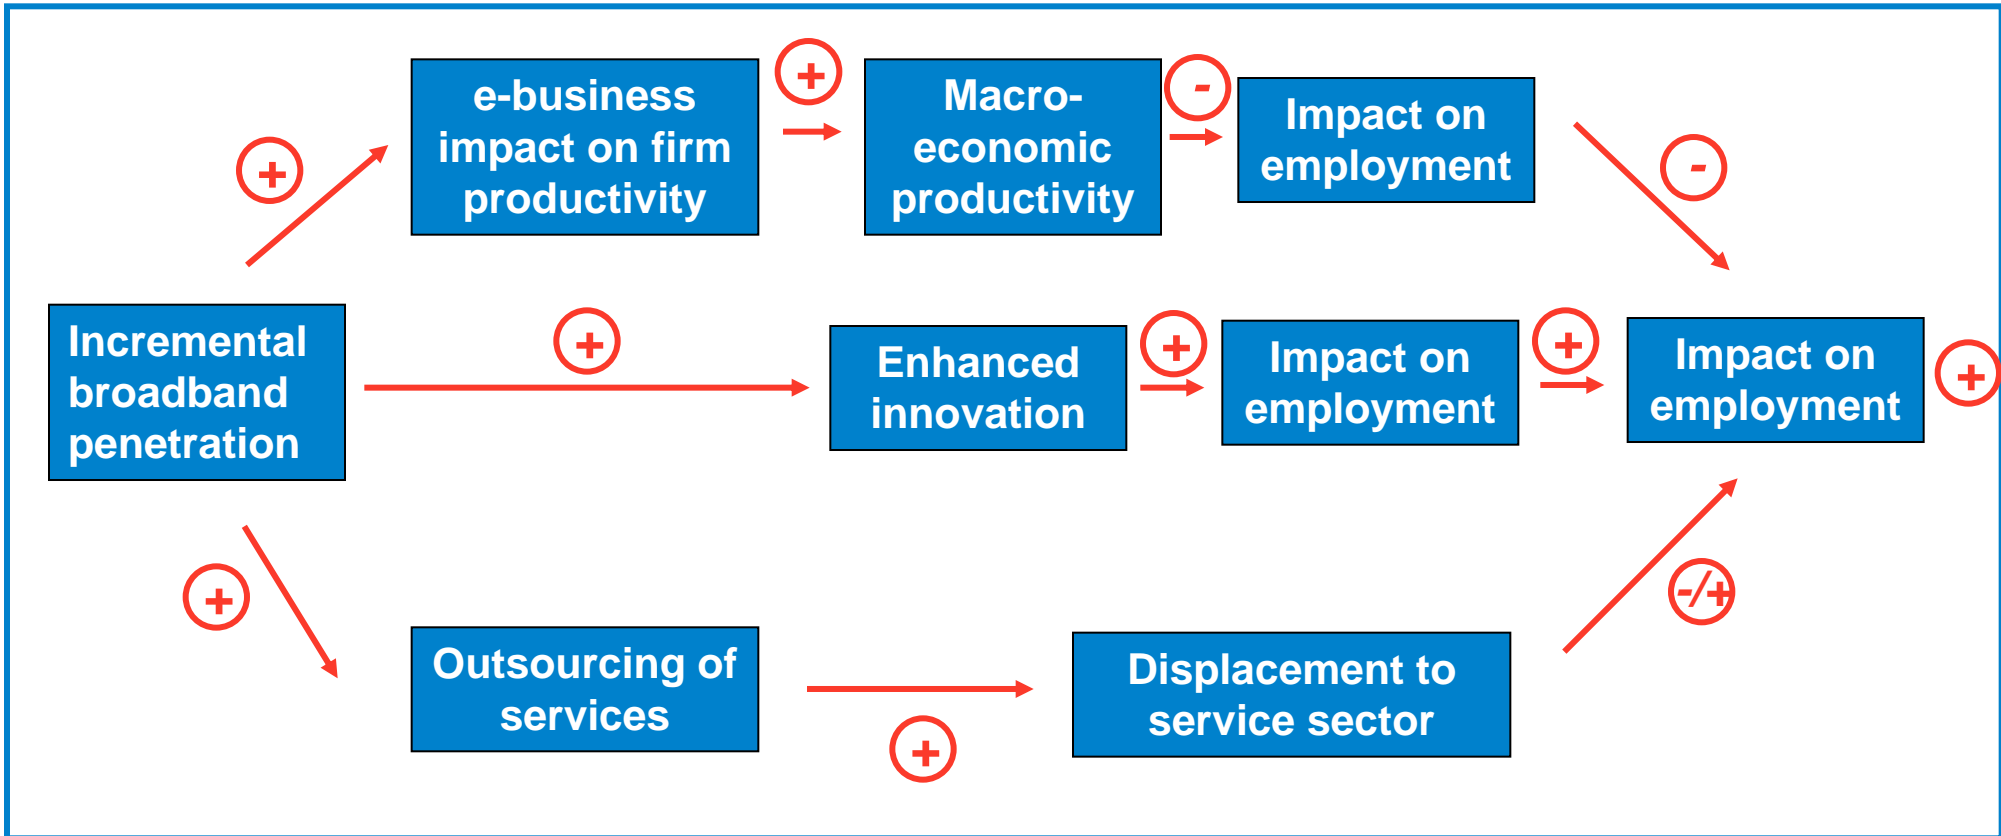 e-business
impact on firm
productivity
+
+
Macro-
economic
productivity
-
Impact on
employment
-
Incremental
broadband
penetration
+
Enhanced
innovation
+
Impact on
employment
+
Impact on
employment
+
+
Outsourcing of
services
+
Displacement to
service sector
-/+